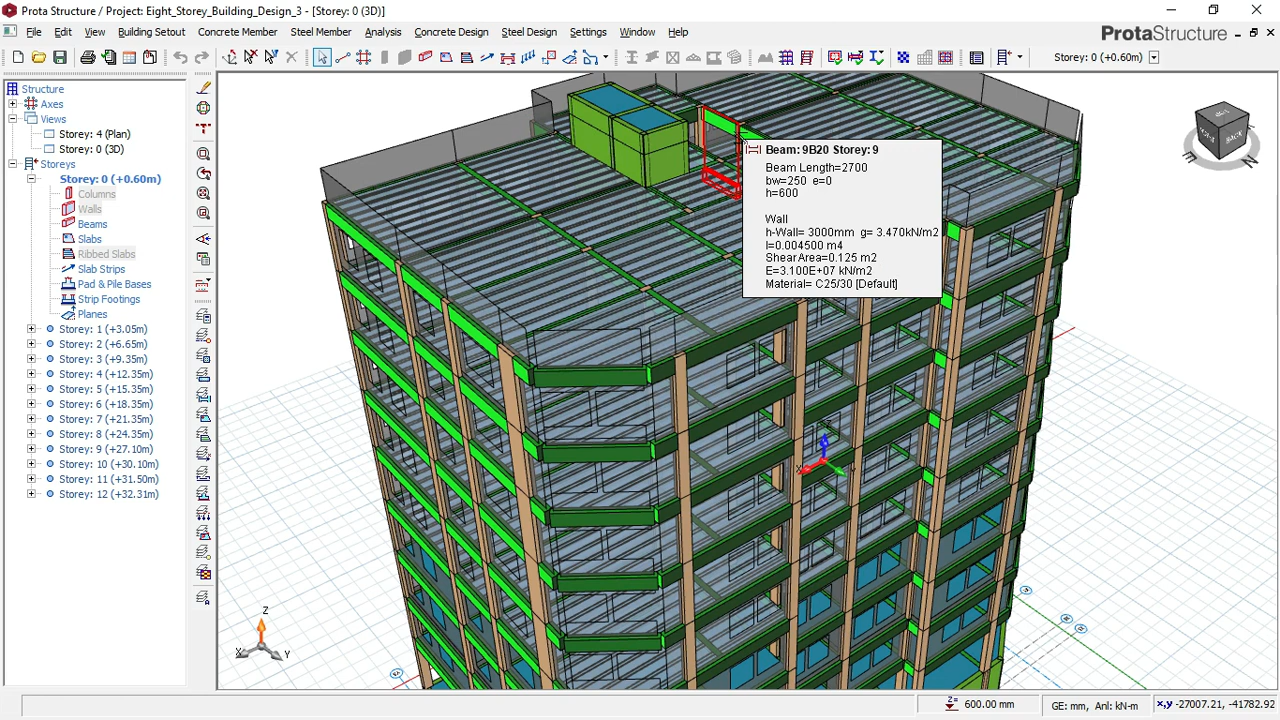 Prota Structure / Project: Eight_Storey_Building_Design_3 - [Storey: 0 (3D)]
File Edit View Building Setout Concrete Member Steel Member Analysis Concrete Design Steel Design Settings Window Help
ProtaStructure
Storey: 0 (+0.60m)
Structure
Axes
Views
Storey: 4 (Plan)
Storey: 0 (3D)
Storeys
Storey: 0 (+0.60m)
Columns
Walls
Beams
Slabs
Ribbed Slabs
Slab Strips
Pad & Pile Bases
Strip Footings
Planes
Storey: 1 (+3.05m)
Storey: 2 (+6.65m)
Storey: 3 (+9.35m)
Storey: 4 (+12.35m)
Storey: 5 (+15.35m)
Storey: 6 (+18.35m)
Storey: 7 (+21.35m)
Storey: 8 (+24.35m)
Storey: 9 (+27.10m)
Storey: 10 (+30.10m)
Storey: 11 (+31.50m)
Storey: 12 (+32.31m)
Beam: 9B20 Storey: 9
Beam Length=2700
bw=250 e=0
h=600
Wall
h-Wall= 3000mm g= 3.470kN/m2
I=0.004500 m4
ShearArea=0.125 m2
E=3.100E+07 kN/m2
Material= C25/30 [Default]
BACK
Z
X
Y
Z=
600.00 mm
GE: mm, Anl: kN-m
x,y -27007.21, -41782.92